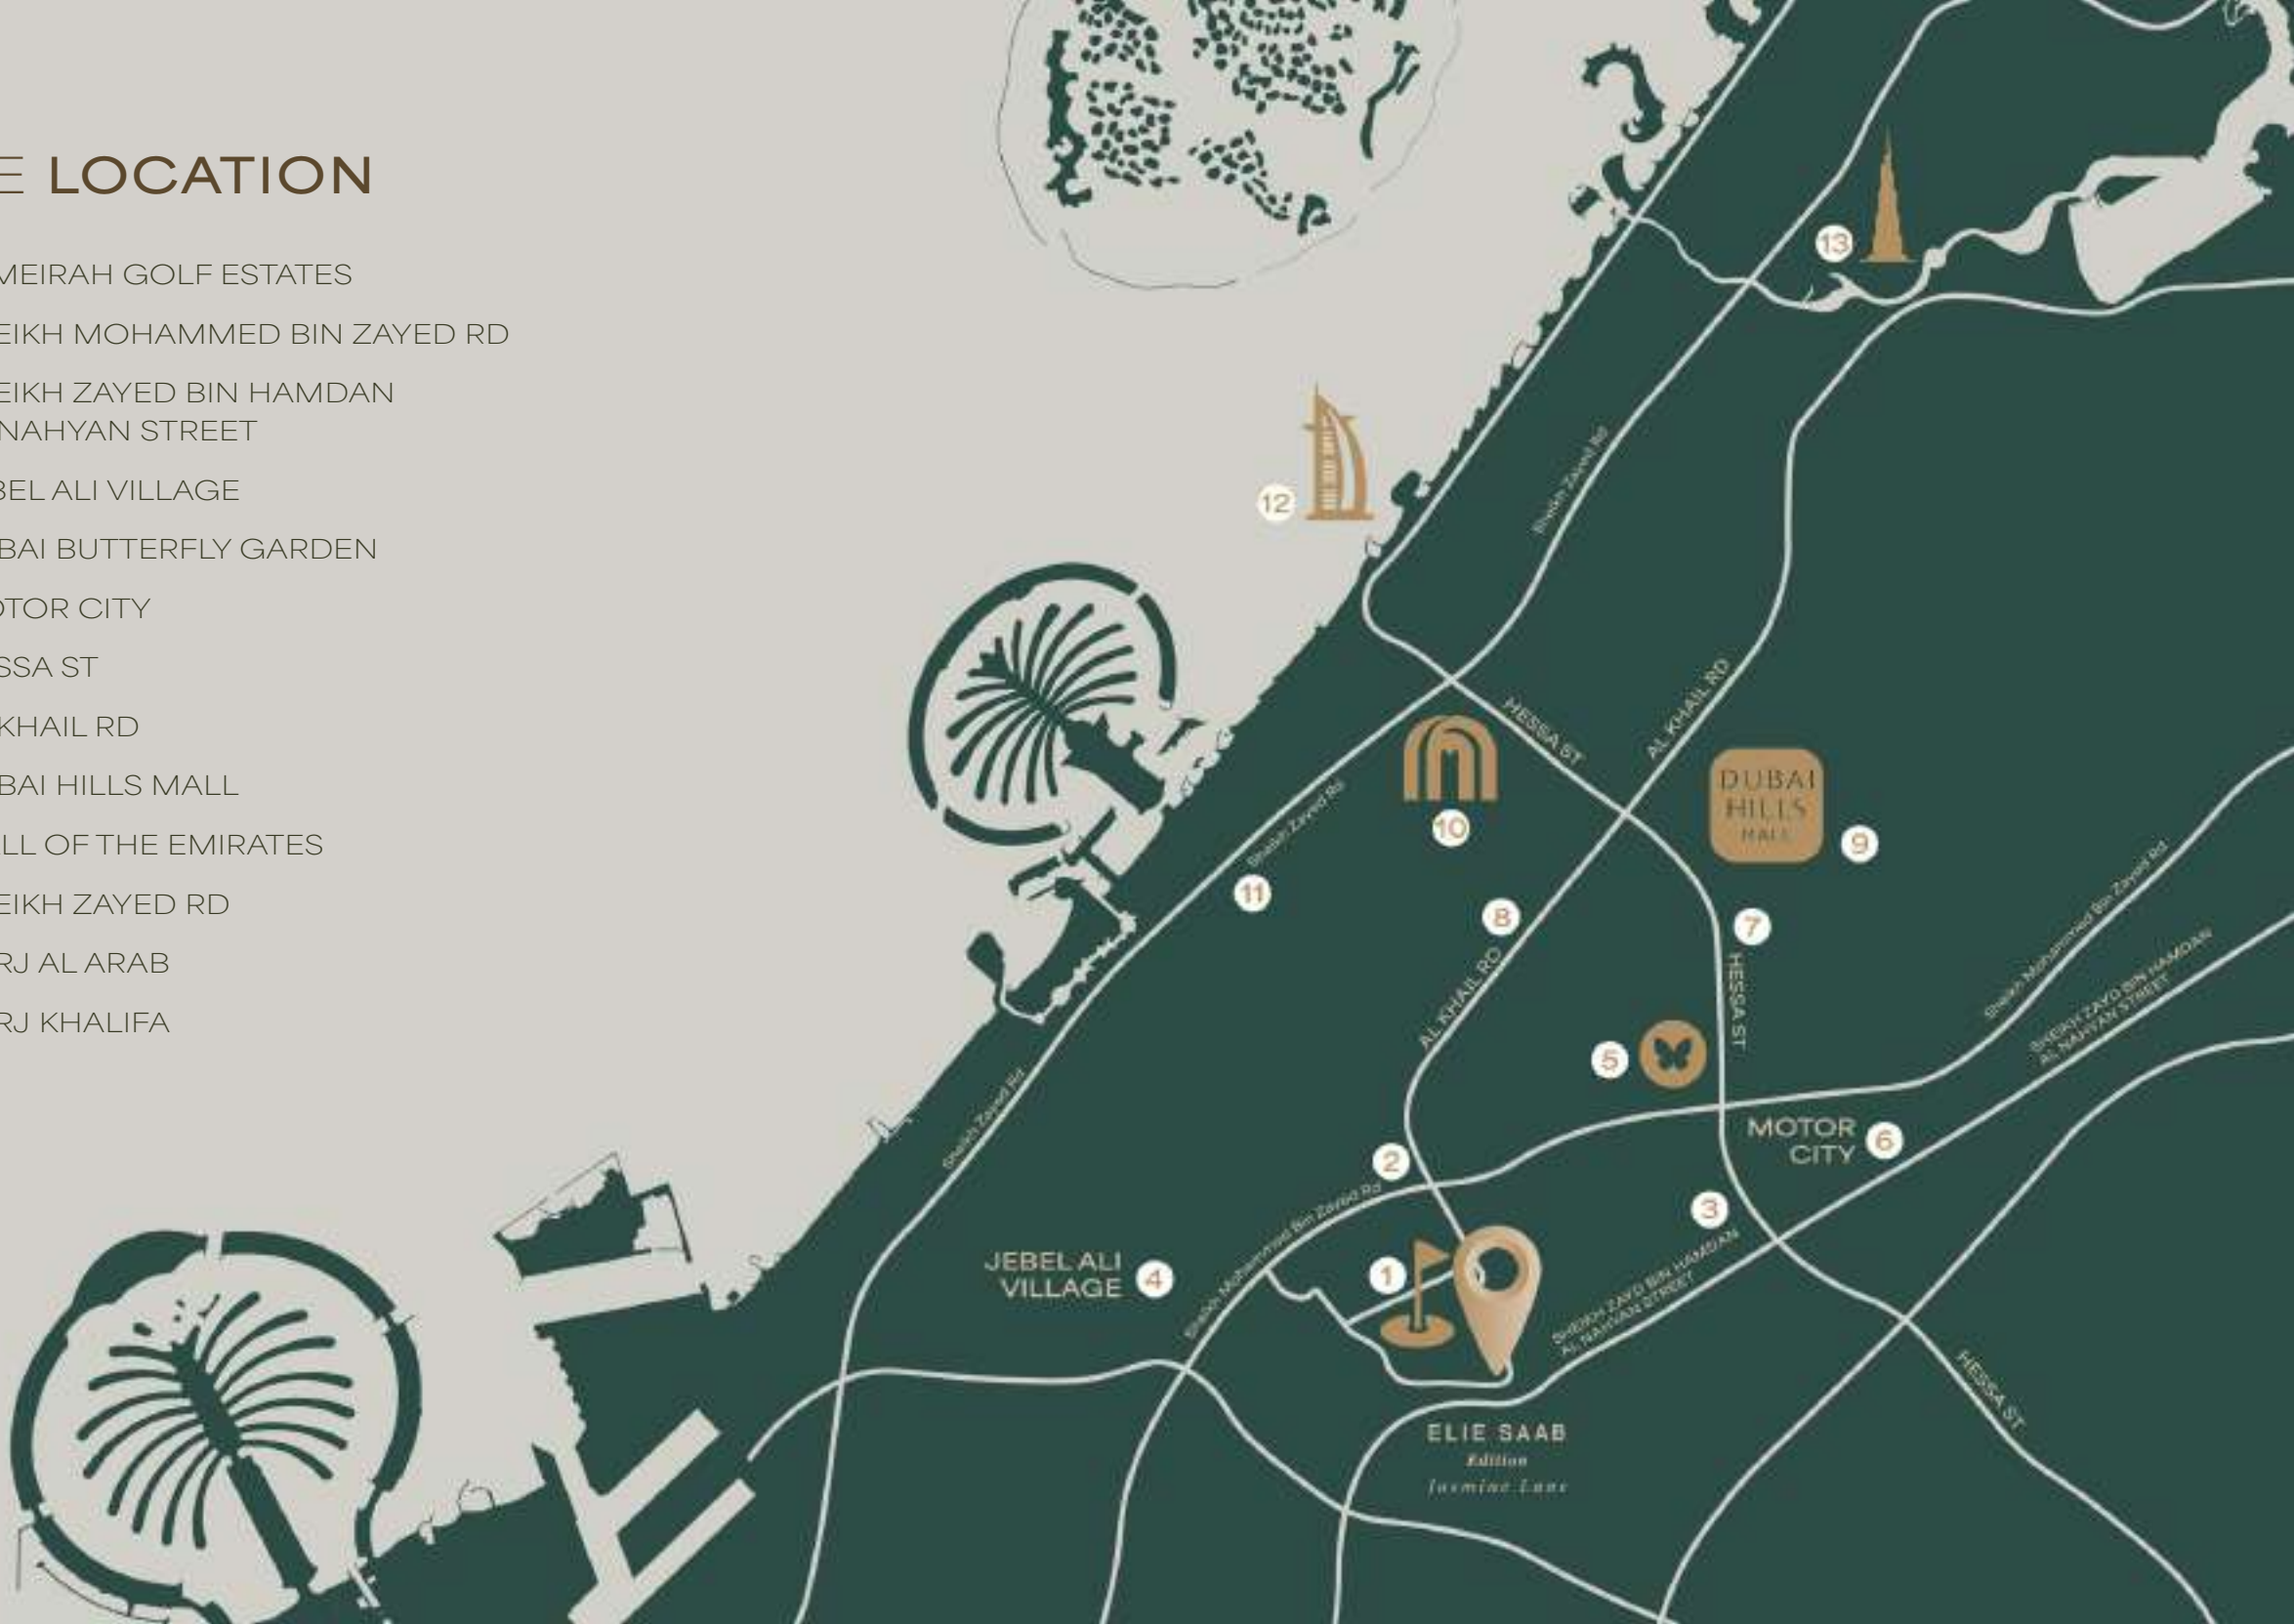 E LOCATION
MEIRAH GOLF ESTATES
EIKH MOHAMMED BIN ZAYED RD
EIKH ZAYED BIN HAMDAN
NAHYAN STREET
BEL ALI VILLAGE
BAI BUTTERFLY GARDEN
OTOR CITY
SSA ST
KHAIL RD
BAI HILLS MALL
LL OF THE EMIRATES
EIKH ZAYED RD
RJ AL ARAB
RJ KHALIFA
13
12
Sheikh Zayed Rd
HESSA ST
AL KHAIL RD
DUBAI
HILLS
MALL
10
9
Sheikh Zayed Rd
11
8
7
AL KHAIL RD
HESSA ST
Sheikh Mohammed Bin Zayed Rd
SHEIKH ZAYD BIN HAMDAN
AL NAHYAN STREET
5
Sheikh Zayed Rd
MOTOR
CITY
6
2
3
Sheikh Mohammed Bin Zayed Rd
JEBEL ALI
VILLAGE
4
1
SHEIKH ZAYD BIN HAMDAN
AL NAHYAN STREET
HESSA ST
ELIE SAAB
Edition
Jasmine Lane